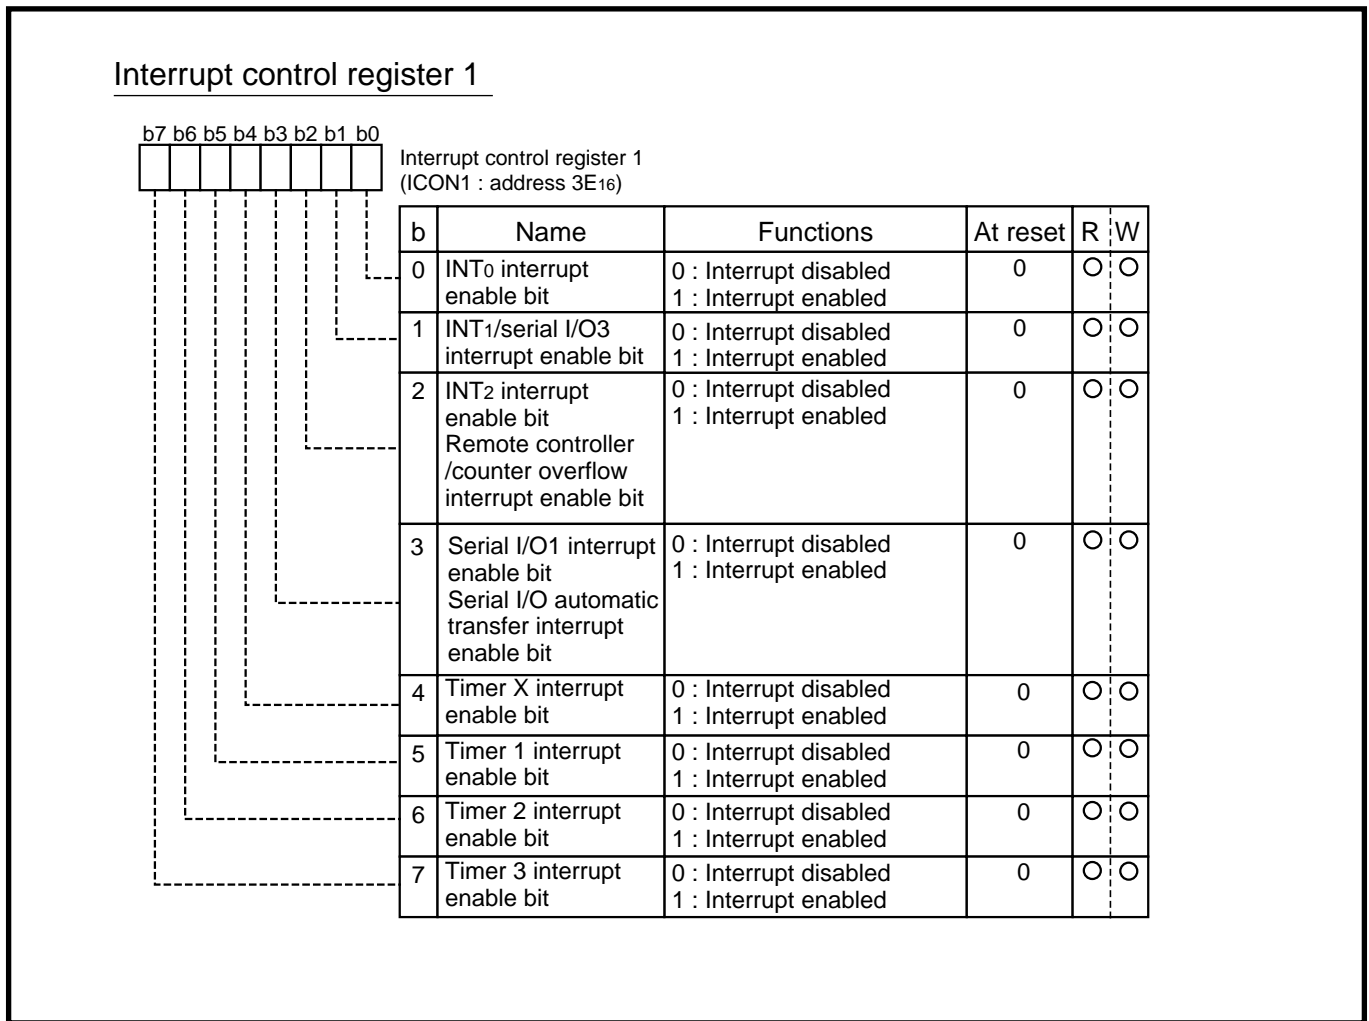 Interrupt control register 1
b7 b6 b5 b4 b3 b2 b1 b0
Interrupt control register 1
(ICON1 : address 3E16)
b Name Functions At reset R W
0 INT0 interrupt enable bit 0 : Interrupt disabled 0 O O
1 : Interrupt enabled
1 INT1/serial I/O3 0 : Interrupt disabled 0 O O
interrupt enable bit 1 : Interrupt enabled
2 INT2 interrupt 0 : Interrupt disabled 0 O O
enable bit 1 : Interrupt enabled
Remote controller
/counter overflow
interrupt enable bit
3 Serial I/O1 interrupt 0 : Interrupt disabled 0 O O
enable bit 1 : Interrupt enabled
Serial I/O automatic
transfer interrupt
enable bit
4 Timer X interrupt 0 : Interrupt disabled 0 O O
enable bit 1 : Interrupt enabled
5 Timer 1 interrupt 0 : Interrupt disabled 0 O O
enable bit 1 : Interrupt enabled
6 Timer 2 interrupt 0 : Interrupt disabled 0 O O
enable bit 1 : Interrupt enabled
7 Timer 3 interrupt 0 : Interrupt disabled 0 O O
enable bit 1 : Interrupt enabled